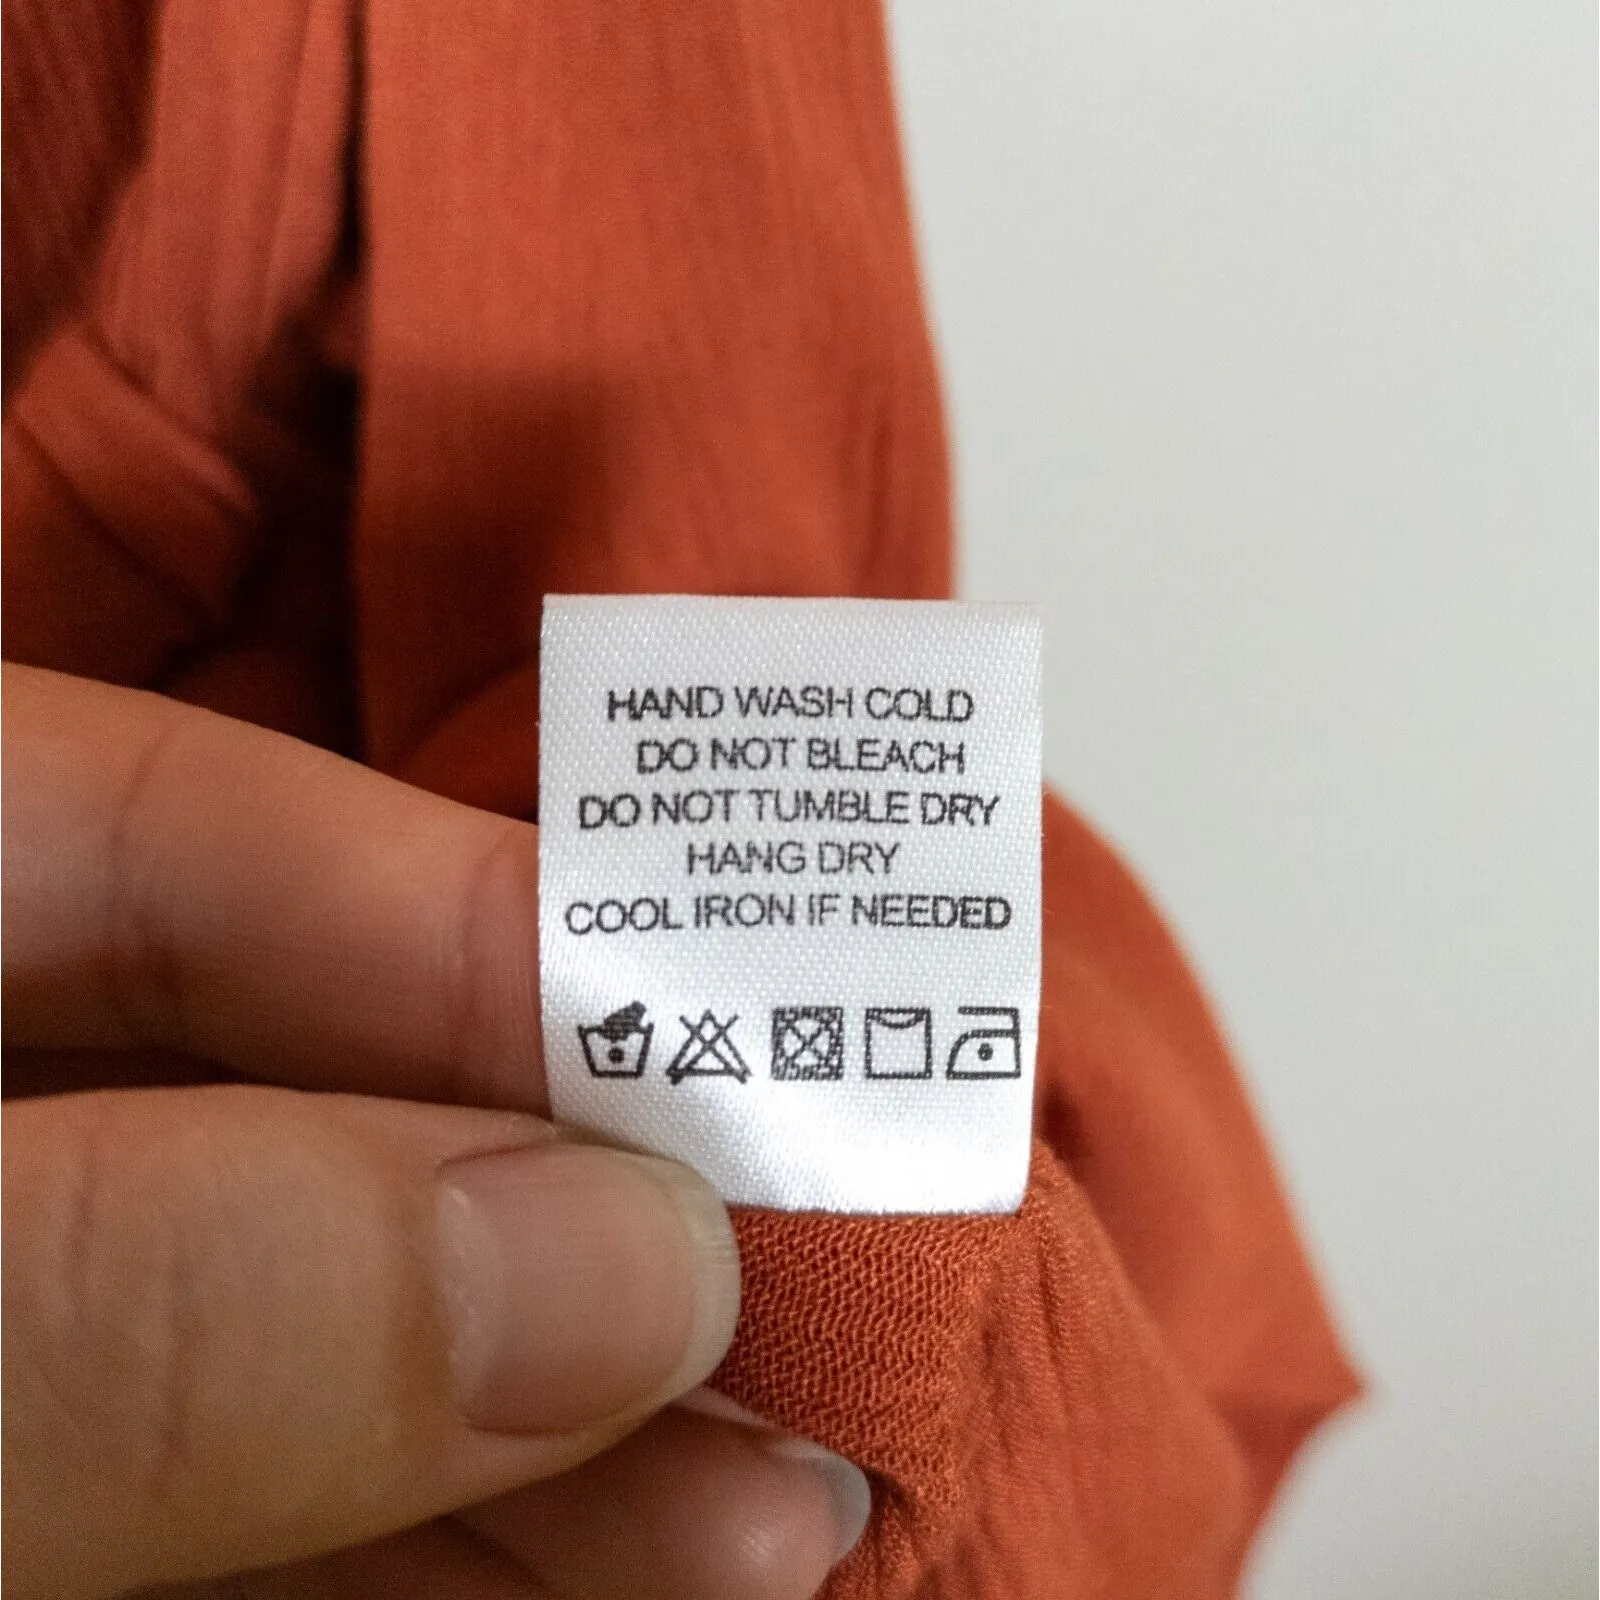 HAND WASH COLD
DO NOT BLEACH
DO NOT TUMBLE DRY
HANG DRY
COOL IRON IF NEEDED